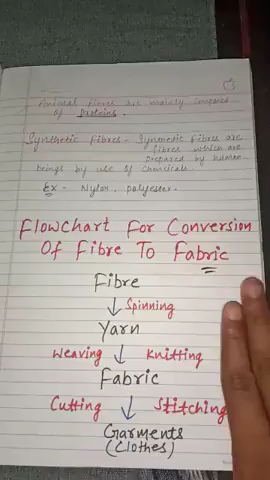 Animal fibres are mainly composed
of proteins.
Synthetic Fibres - Synthetic fibres are
fibres which are
prepared by human
beings by use of chemicals
Ex - Nylon, polyester.
Flowchart For Conversion
Of Fibre To Fabric
Fibre
Spinning
Yarn
Weaving Knitting
Fabric
Cutting Stitching
Garments
(Clothes)